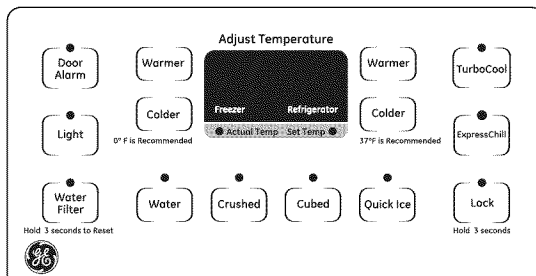 Adjust Temperature
Door
Alarm
Warmer
Warmer
TurboCool
Freezer
Refrigerator
Colder
Colder
Light
ExpressChill
Actual Temp
Set Temp
0° F is Recommended
37°F is Recommended
Water
Filter
Water
Crushed
Cubed
Quick Ice
Lock
Hold 3 seconds to Reset
Hold 3 seconds
GE